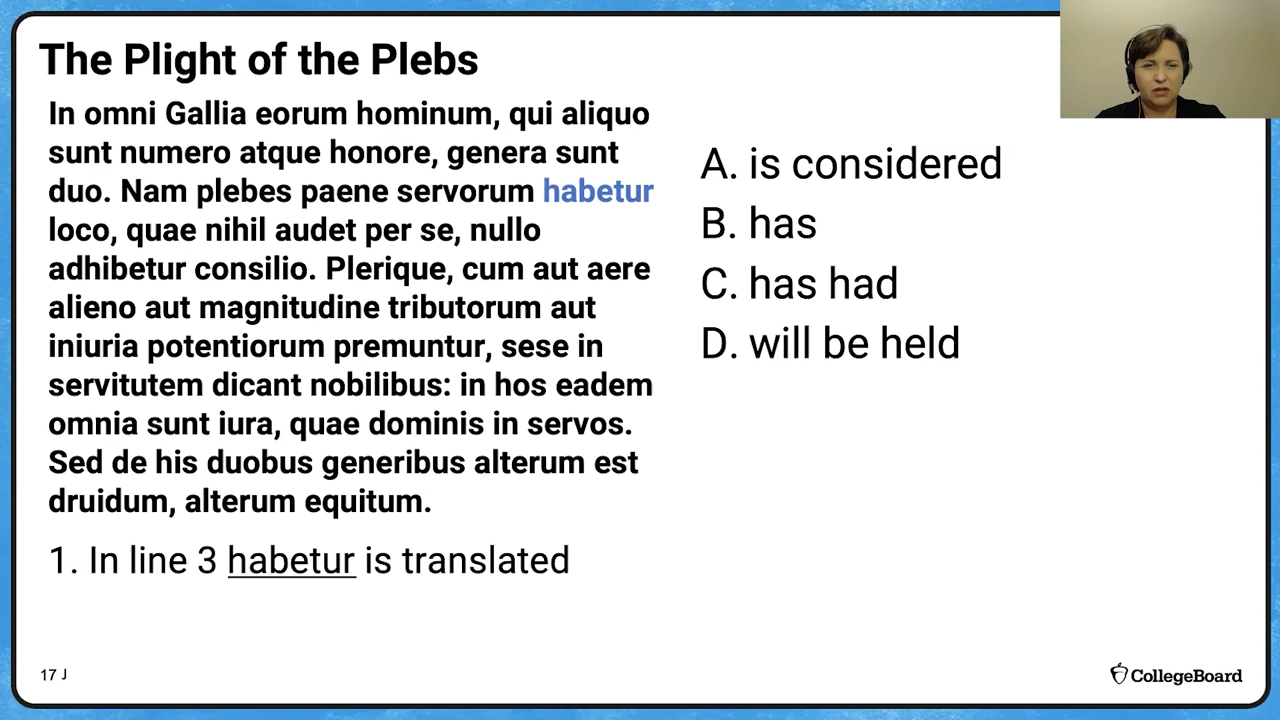 The Plight of the Plebs
In omni Gallia eorum hominum, qui aliquo
sunt numero atque honore, genera sunt
duo. Nam plebes paene servorum habetur
loco, quae nihil audet per se, nullo
adhibetur consilio. Plerique, cum aut aere
alieno aut magnitudine tributorum aut
iniuria potentiorum premuntur, sese in
servitutem dicant nobilibus: in hos eadem
omnia sunt iura, quae dominis in servos.
Sed de his duobus generibus alterum est
druidum, alterum equitum.
1. In line 3 habetur is translated
A. is considered
B. has
C. has had
D. will be held
17 J
CollegeBoard